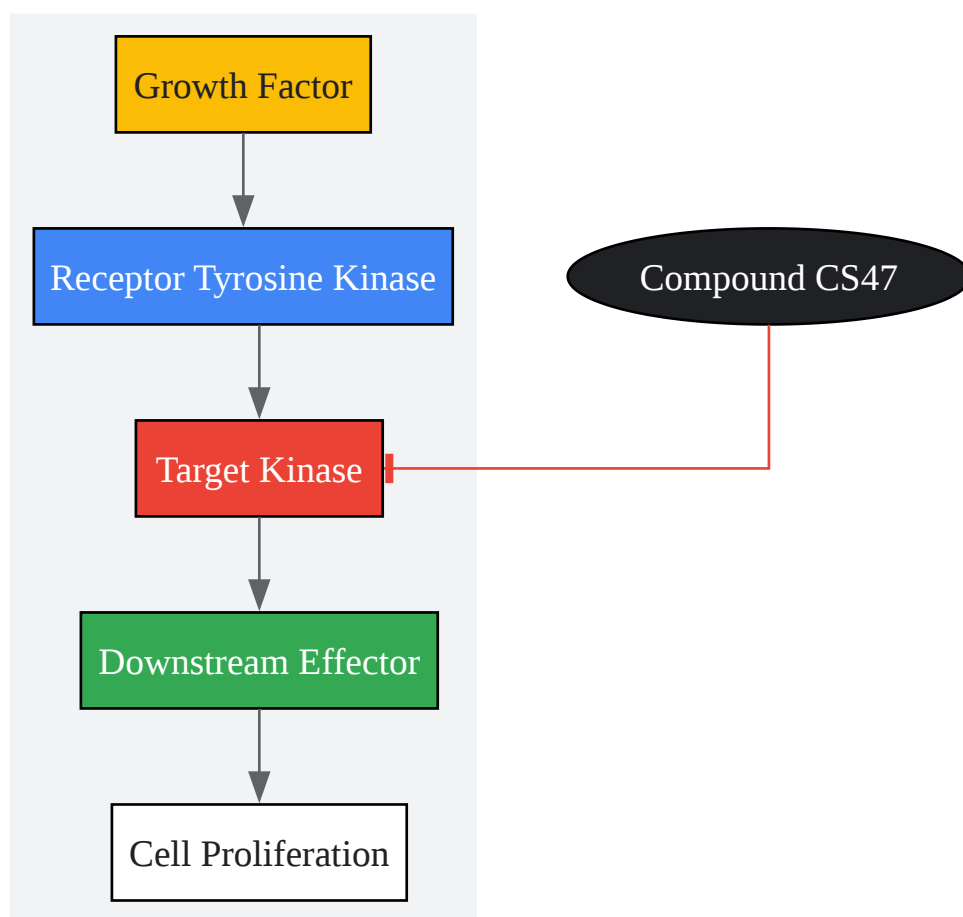 Growth Factor
Receptor Tyrosine Kinase
Compound CS47
Target Kinase
Downstream Effector
Cell Proliferation